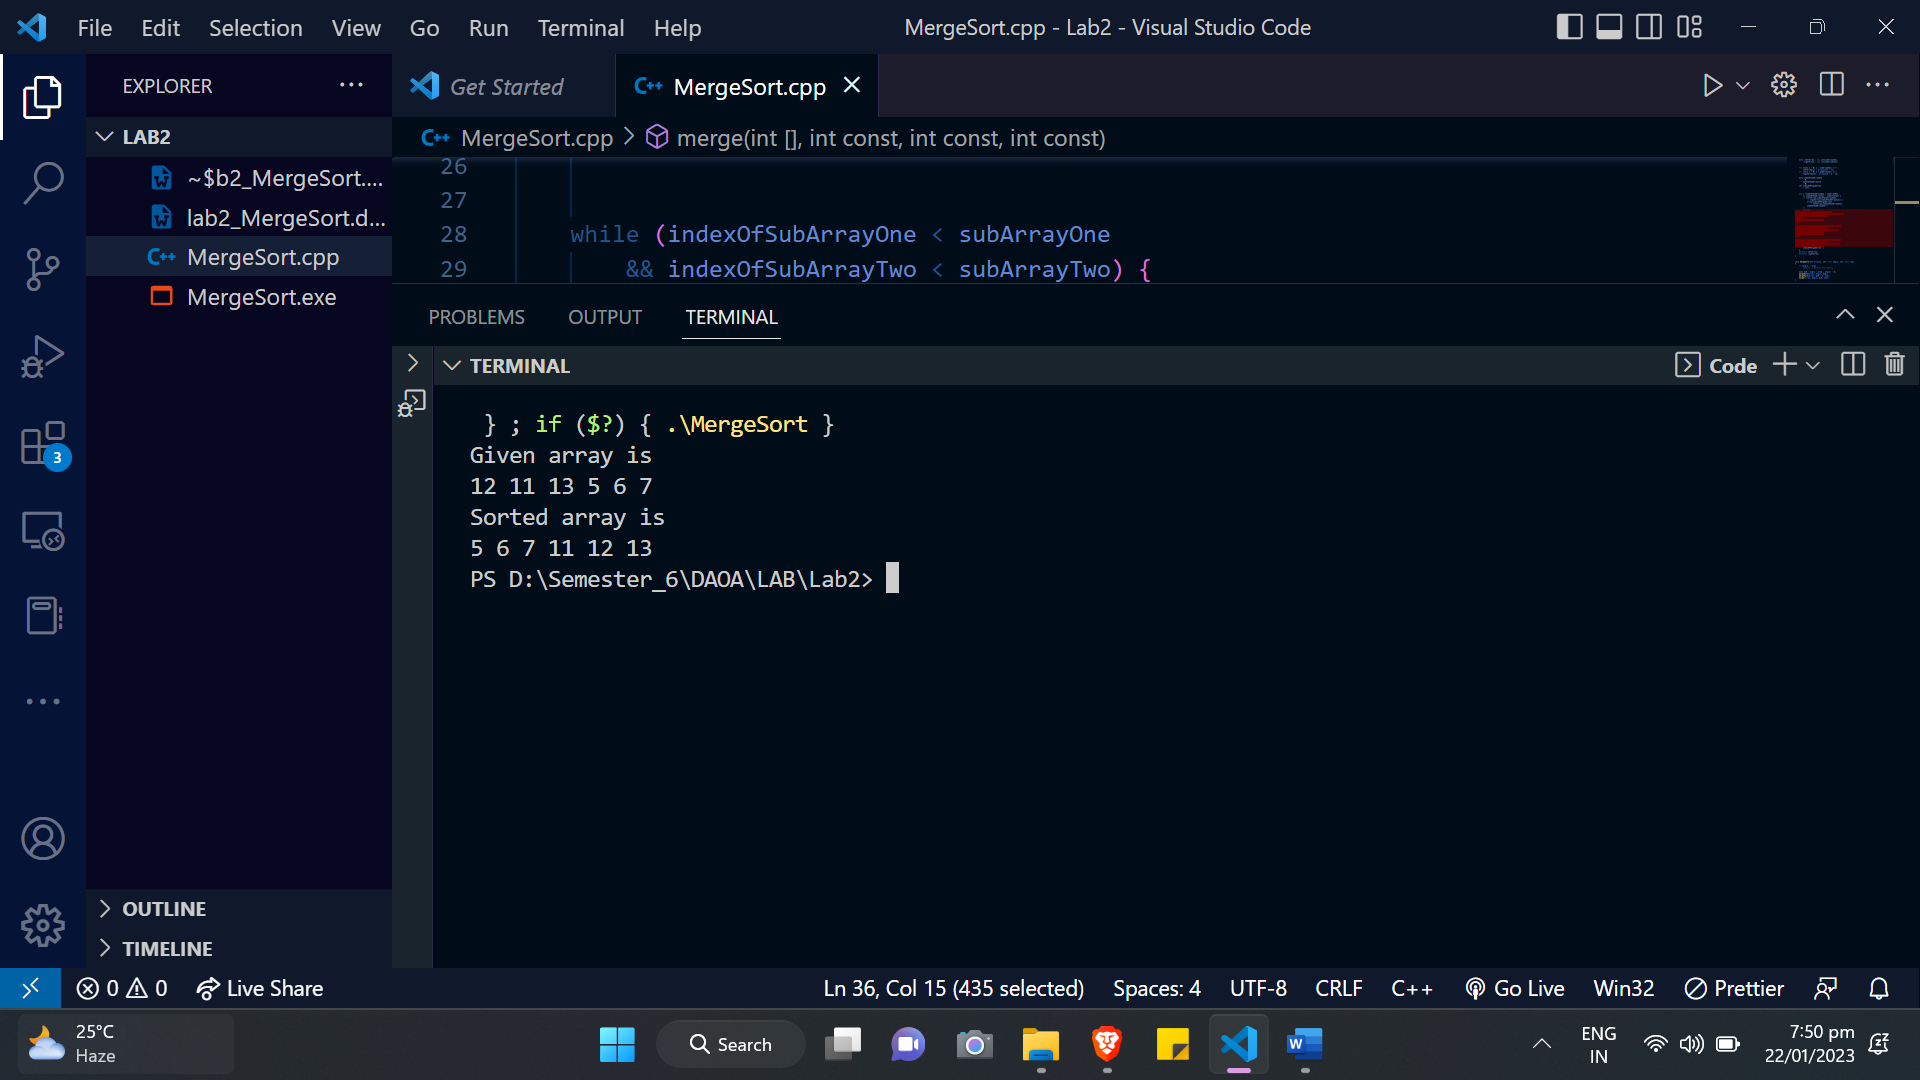 File Edit Selection View Go Run Terminal Help
MergeSort.cpp - Lab2 - Visual Studio Code
EXPLORER
LAB2
~$b2_MergeSort....
lab2_MergeSort.d...
MergeSort.cpp
MergeSort.exe
OUTLINE
TIMELINE
3
Get Started
MergeSort.cpp
MergeSort.cpp > merge(int [], int const, int const, int const)
26
27
28 while (indexOfSubArrayOne < subArrayOne
29 && indexOfSubArrayTwo < subArrayTwo) {
PROBLEMS OUTPUT TERMINAL
TERMINAL
Code
} ; if ($?) { .\MergeSort }
Given array is
12 11 13 5 6 7
Sorted array is
5 6 7 11 12 13
PS D:\Semester_6\DAOA\LAB\Lab2>
0 0 Live Share
Ln 36, Col 15 (435 selected) Spaces: 4 UTF-8 CRLF C++ Go Live Win32 Prettier
25°C
Haze
Search
ENG
IN
7:50 pm
22/01/2023